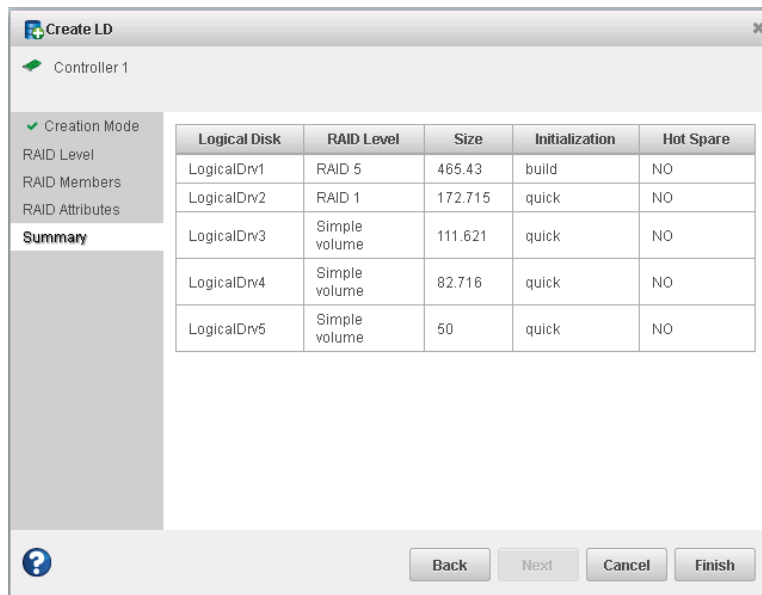 Create LD
Controller 1
Creation Mode
RAID Level
RAID Members
RAID Attributes
Summary
Logical Disk RAID Level Size Initialization Hot Spare
LogicalDrv1 RAID 5 465.43 build NO
LogicalDrv2 RAID 1 172.715 quick NO
LogicalDrv3 Simple volume 111.621 quick NO
LogicalDrv4 Simple volume 82.716 quick NO
LogicalDrv5 Simple volume 50 quick NO
?
Back Next Cancel Finish